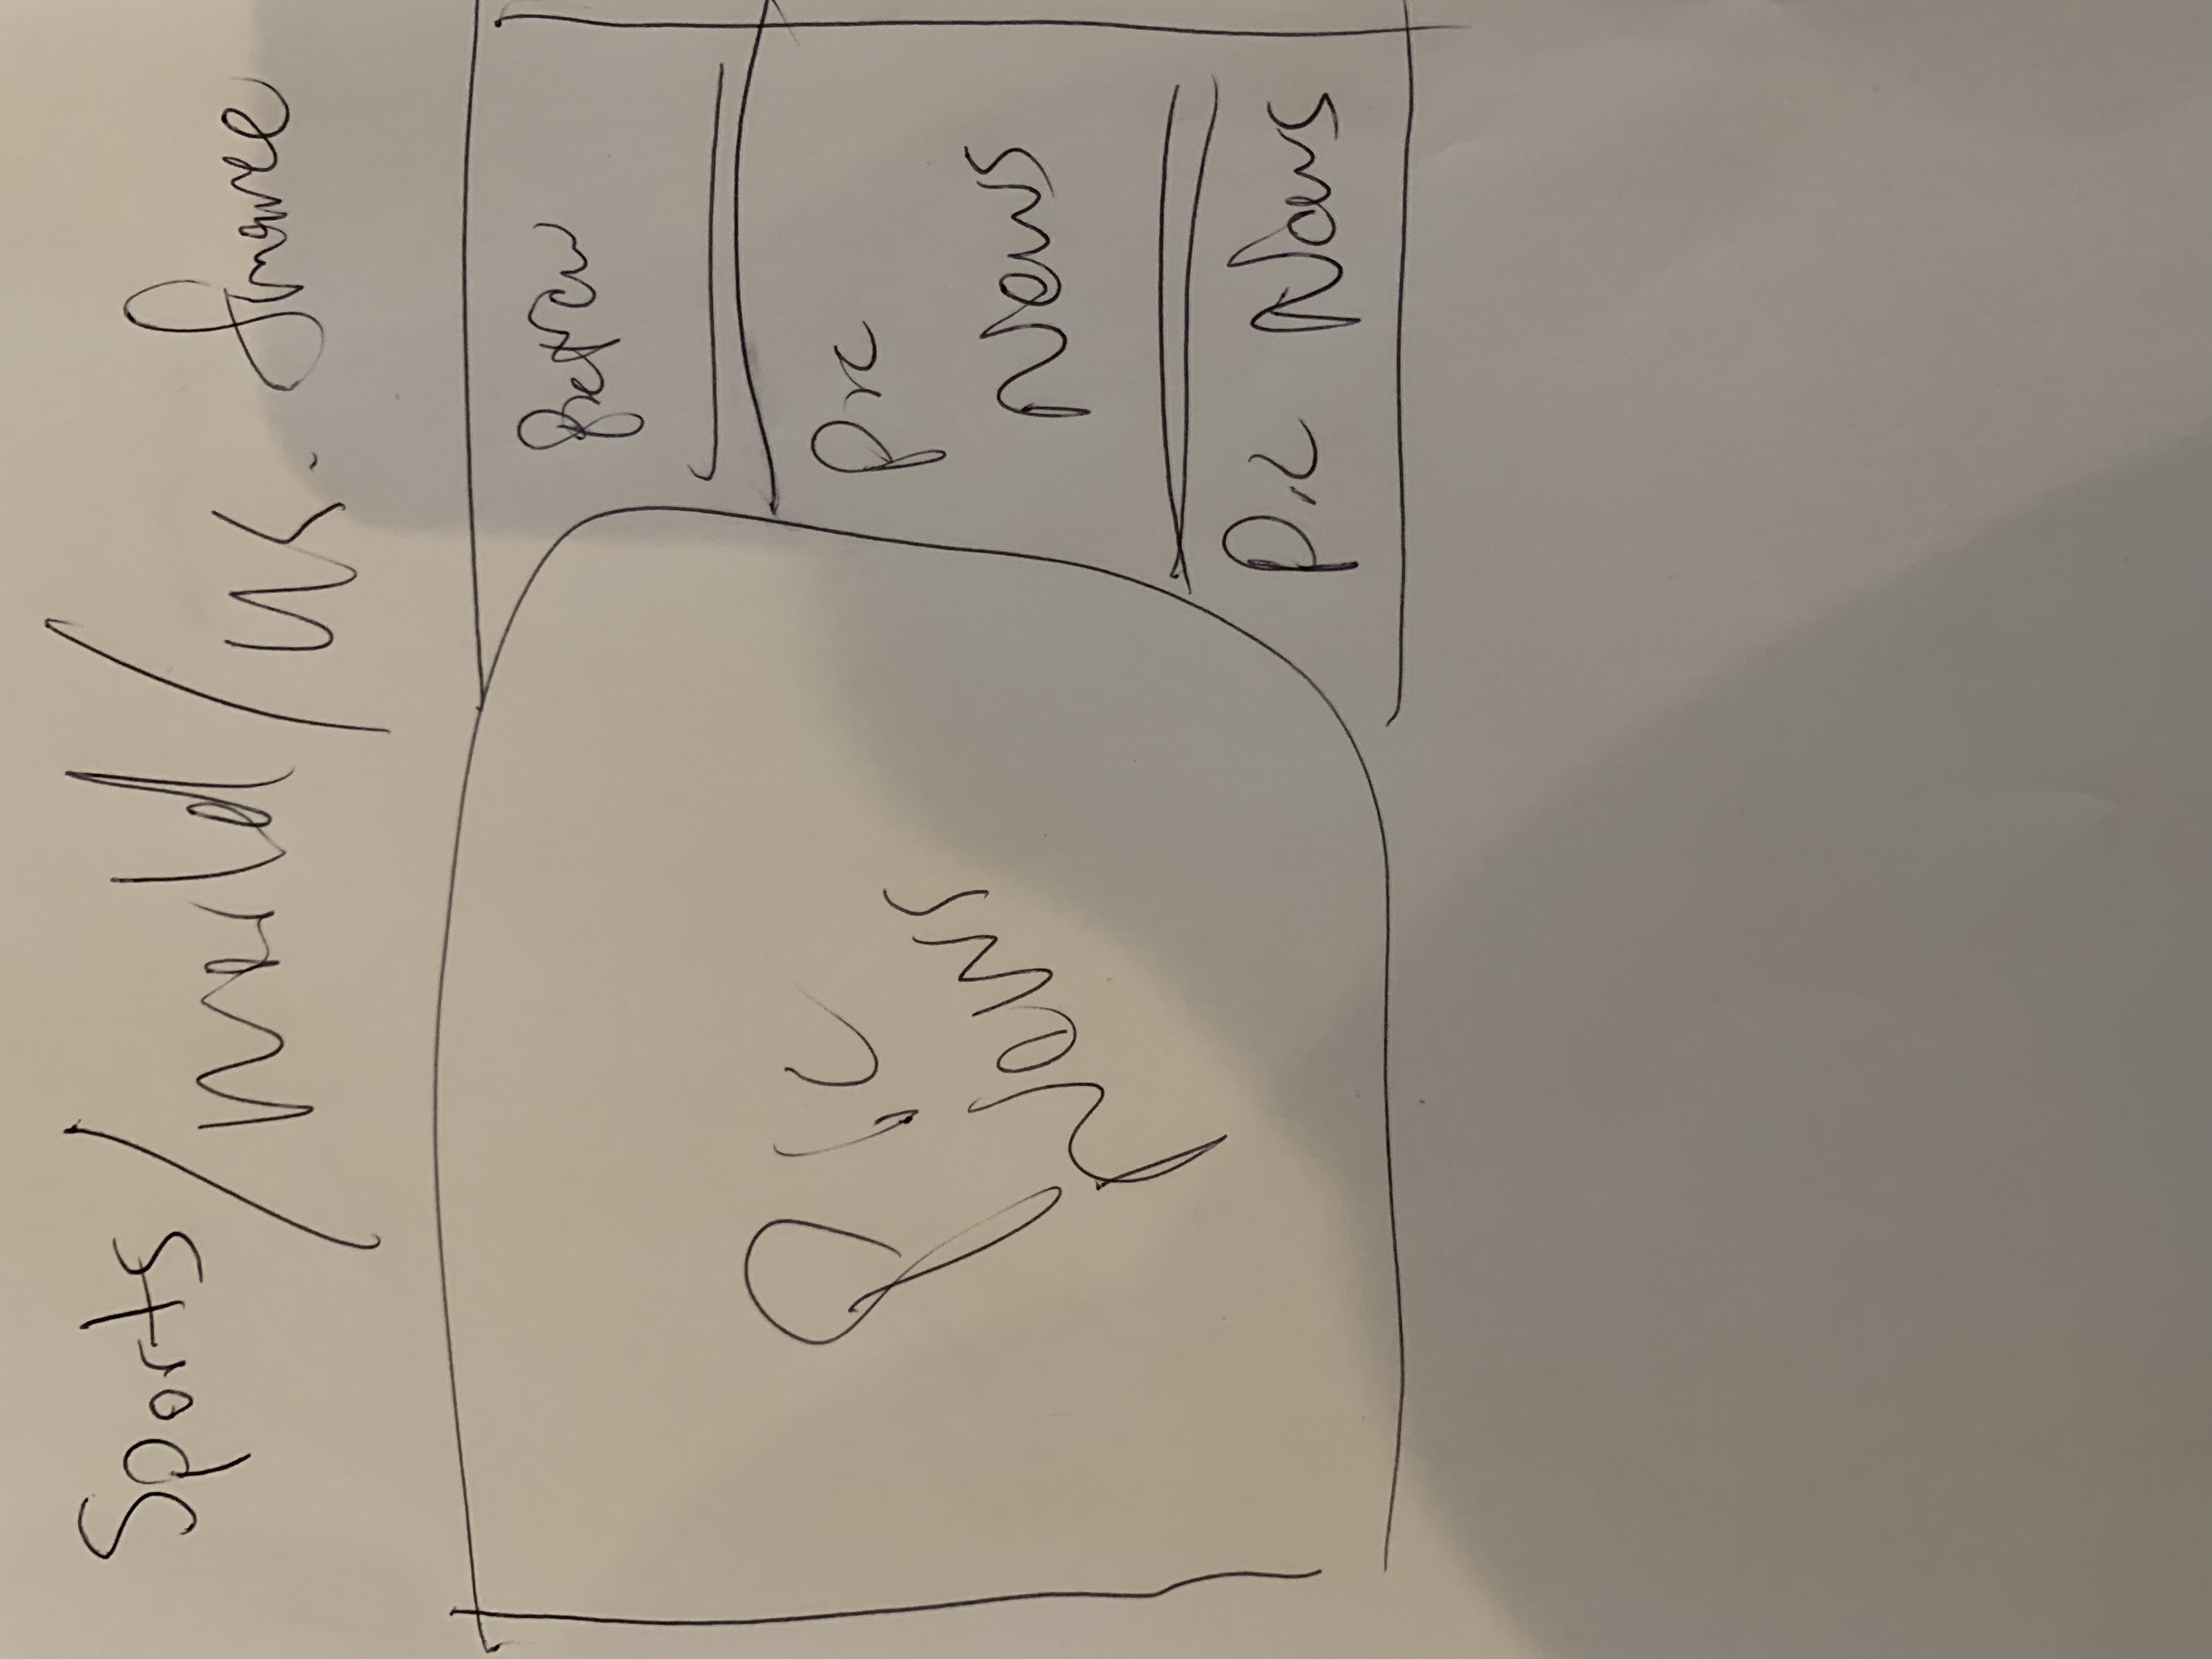 Sports / World / US. finance
Pic
News
Pic
News
Pic News